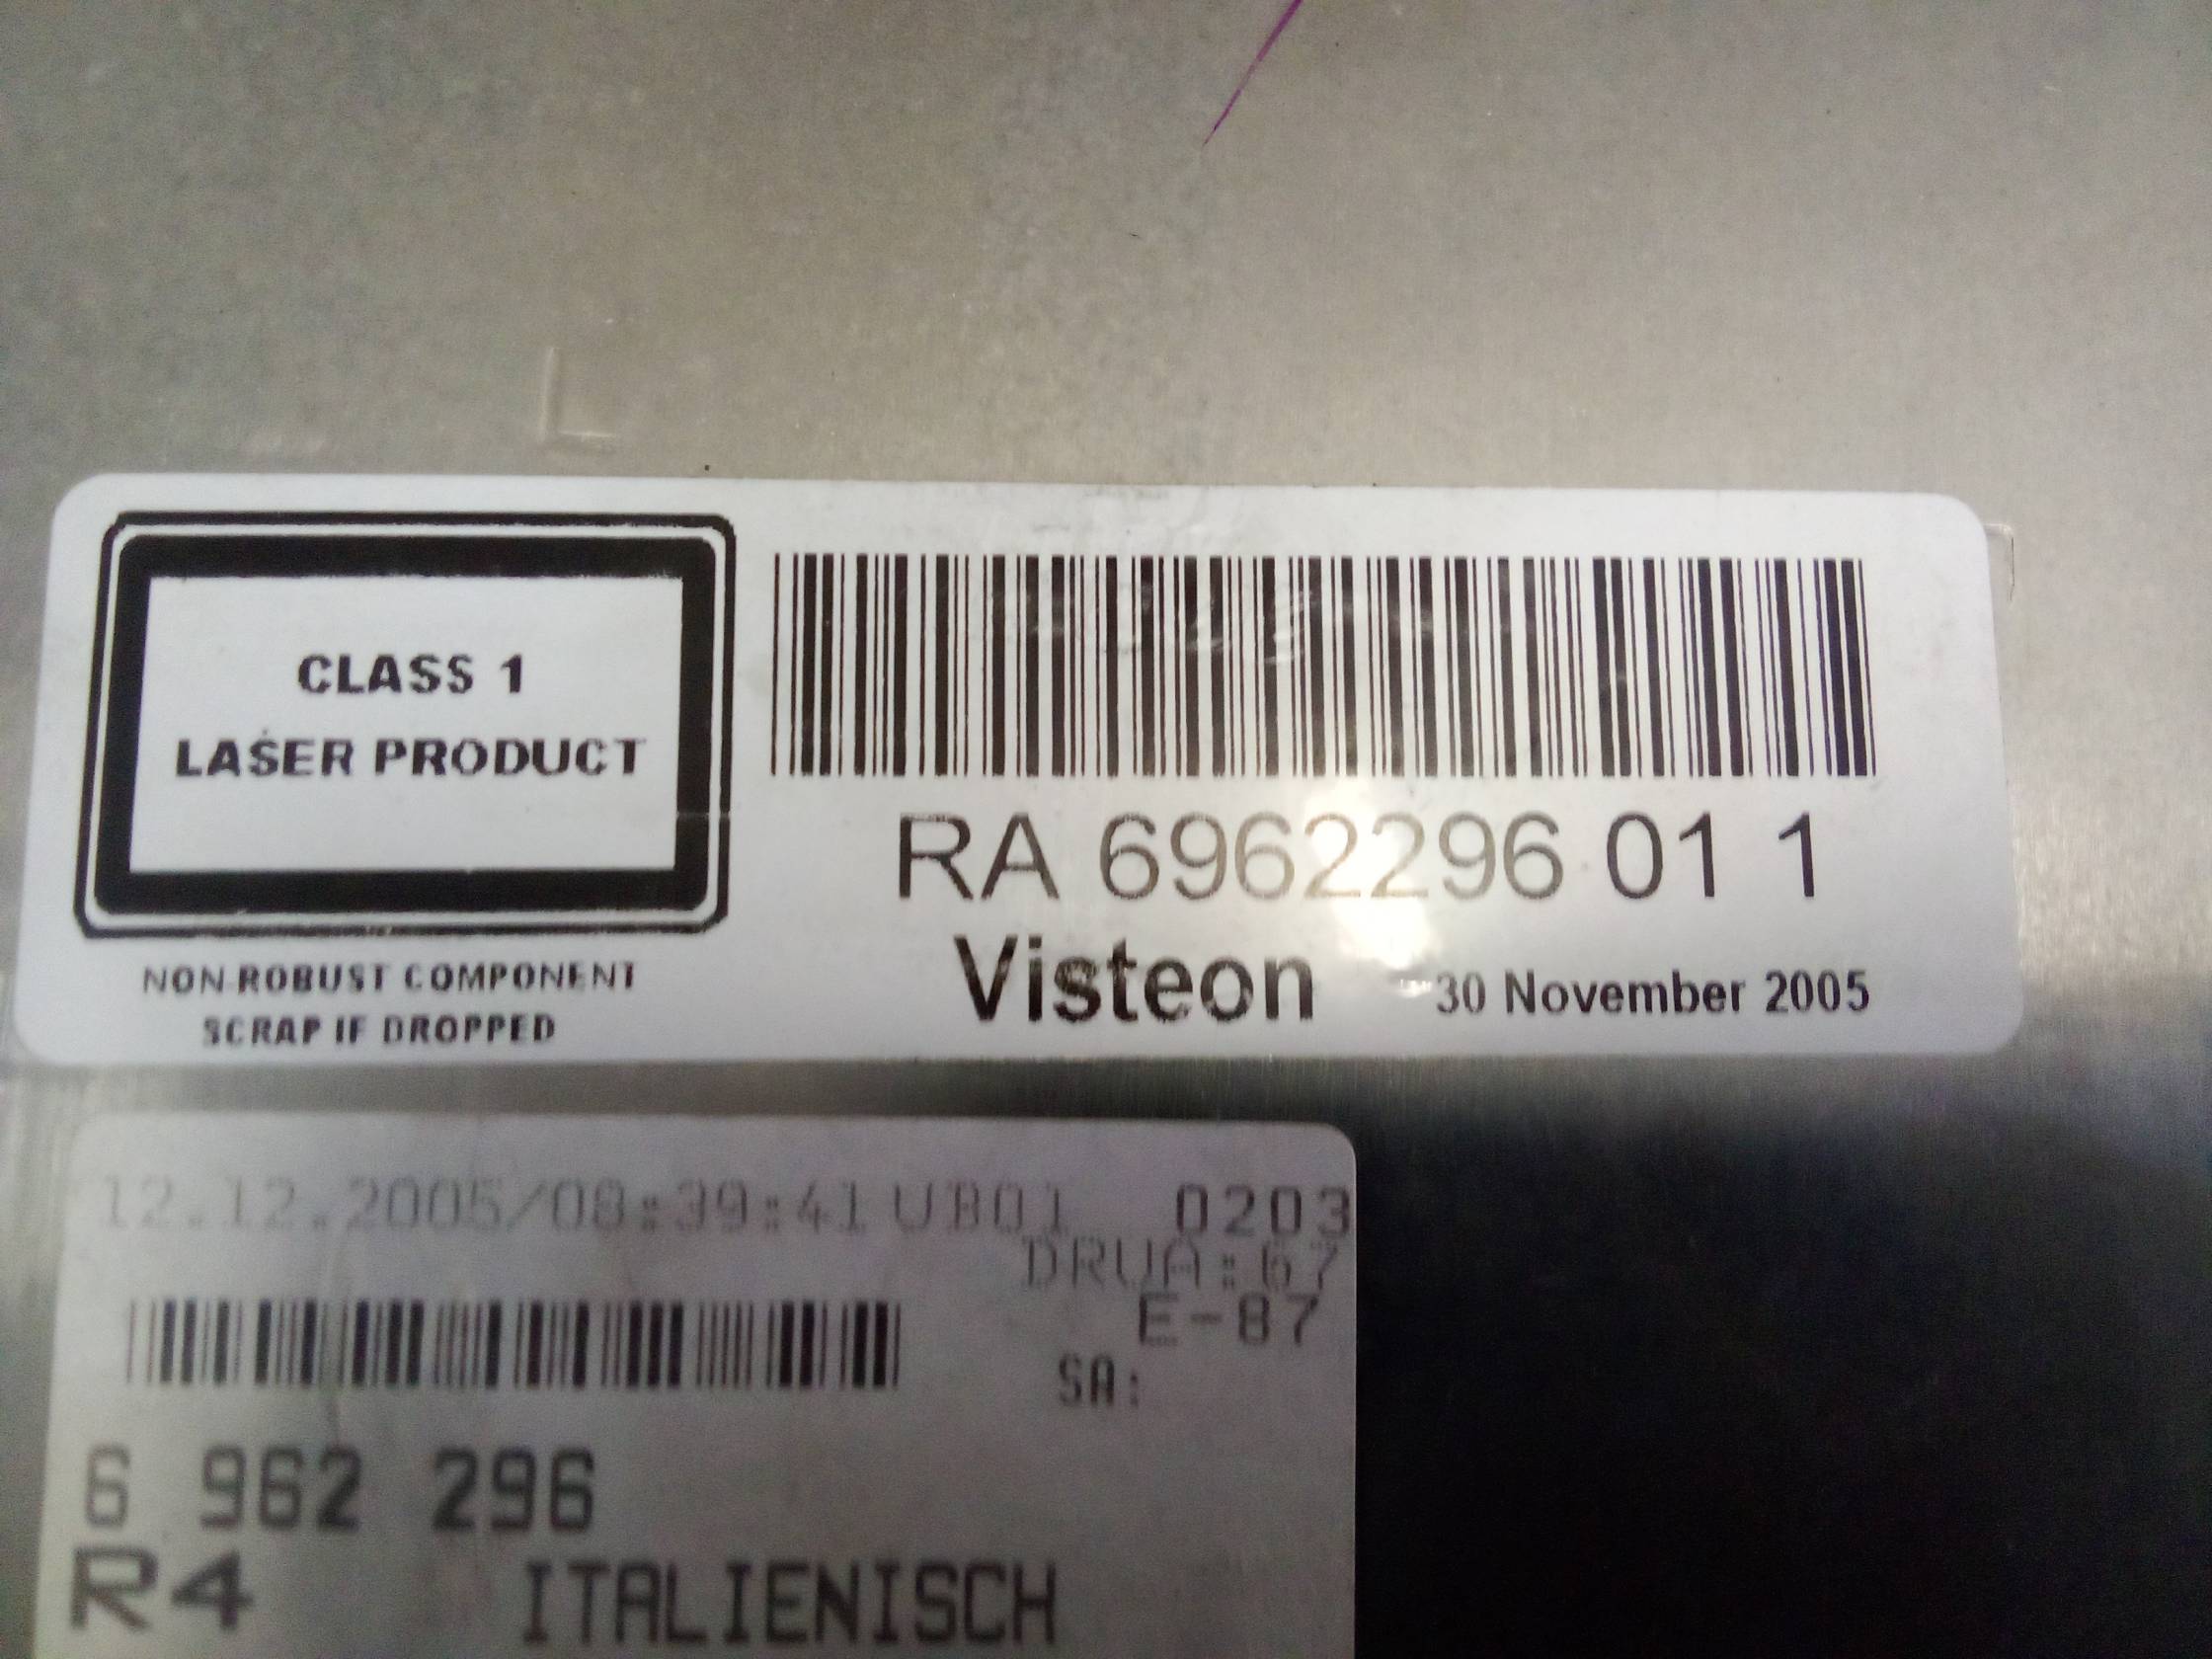 CLASS 1
LASER PRODUCT
NON-ROBUST COMPONENT
SCRAP IF DROPPED
RA 6962296 01 1
Visteon 30 November 2005
12.12.2005/08:39:41 UB01 0203
DRUA:67
E-87
SA:
6 962 296
R4 ITALIENISCH